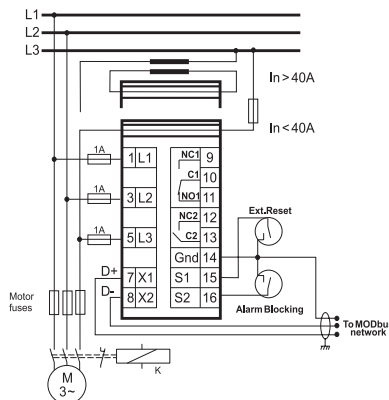 L1
L2
L3
In > 40A
In < 40A
1A
1 L1
NC1 9
C1 10
1A
3 L2
NO1 11
NC2 12
Ext.Reset
1A
5 L3
C2 13
Gnd 14
D+
7 X1
S1 15
D-
8 X2
S2 16
Alarm Blocking
Motor
fuses
To MODbu
network
K
M
3~